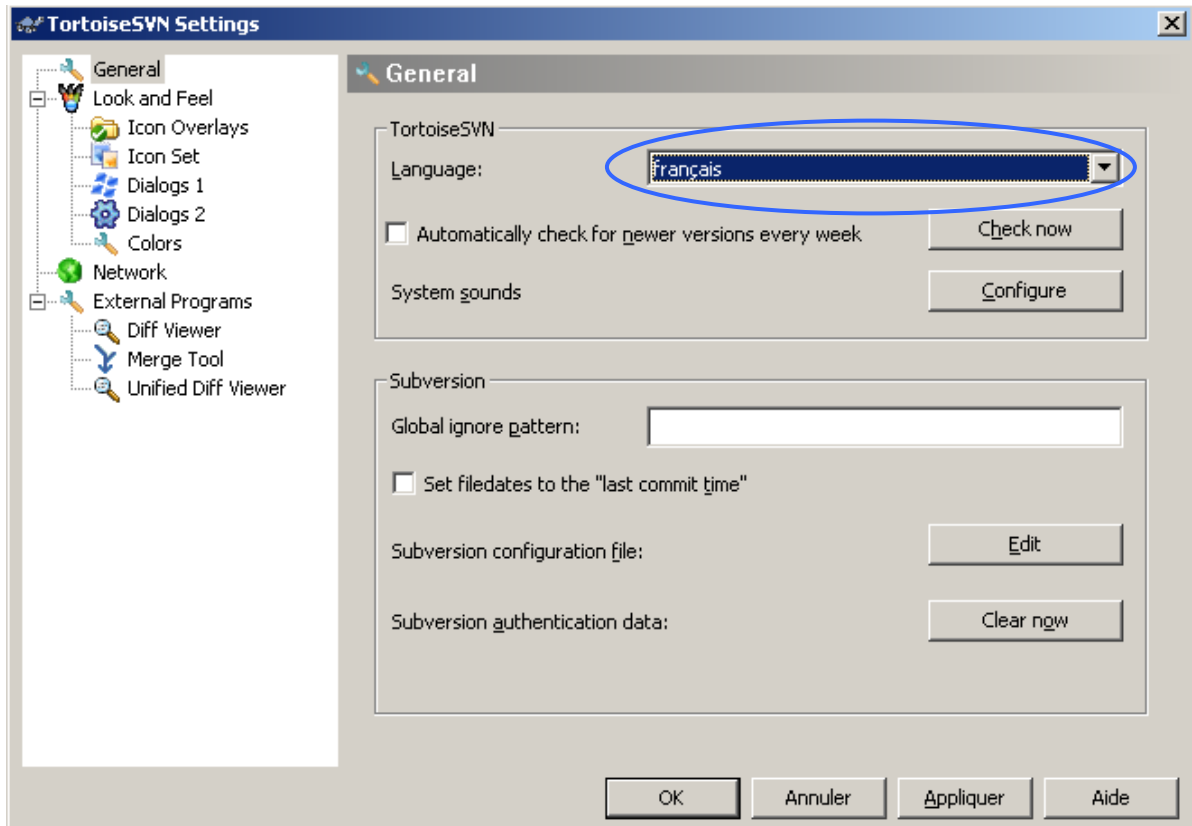 TortoiseSVN Settings
General
Look and Feel
Icon Overlays
Icon Set
Dialogs 1
Dialogs 2
Colors
Network
External Programs
Diff Viewer
Merge Tool
Unified Diff Viewer
General
TortoiseSVN
Language:
français
Automatically check for newer versions every week
Check now
System sounds
Configure
Subversion
Global ignore pattern:
Set filedates to the "last commit time"
Subversion configuration file:
Edit
Subversion authentication data:
Clear now
OK
Annuler
Appliquer
Aide